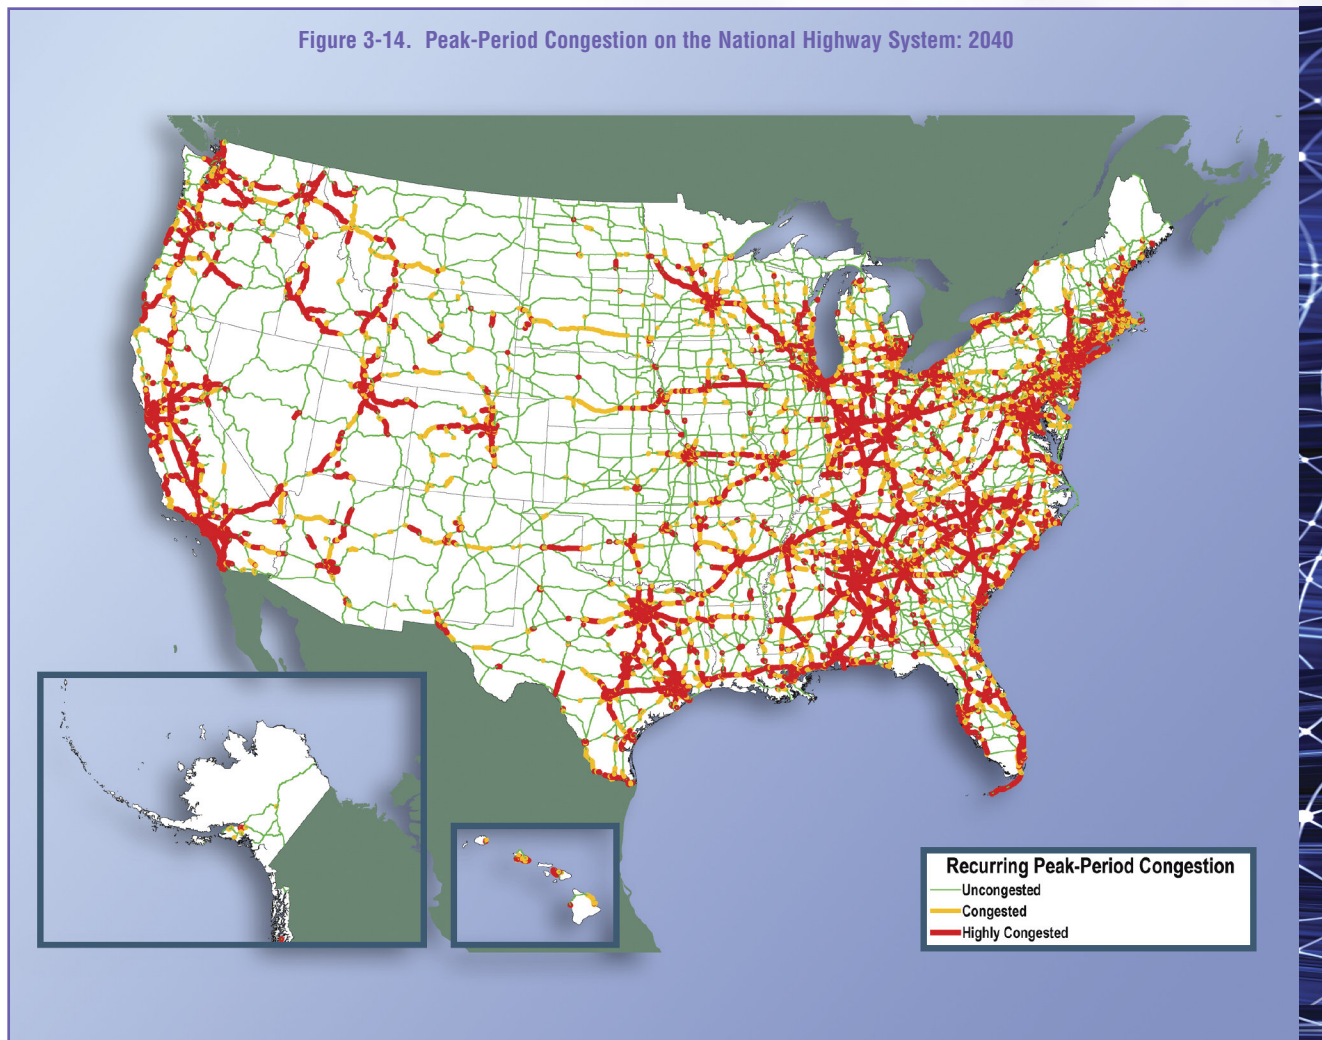 Figure 3-14. Peak-Period Congestion on the National Highway System: 2040
Recurring Peak-Period Congestion
Uncongested
Congested
Highly Congested